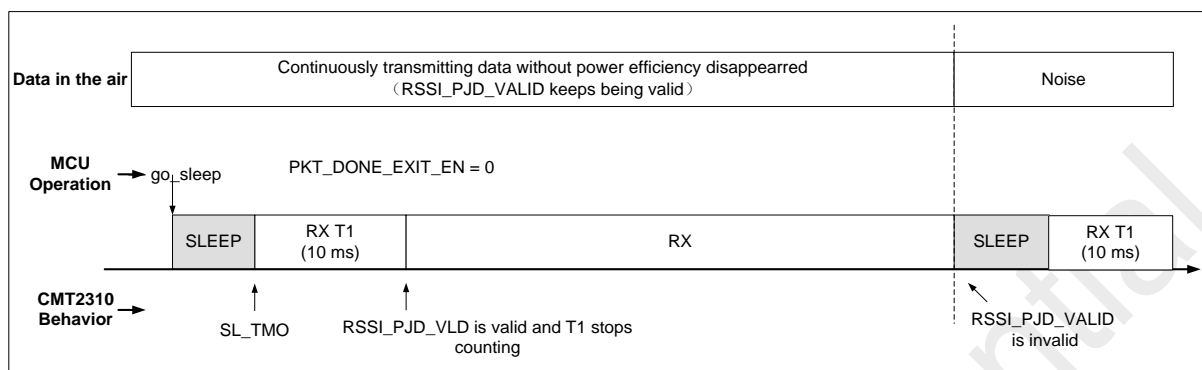 Data in the air
Continuously transmitting data without power efficiency disappearred
（RSSI_PJD_VALID keeps being valid）
Noise
MCU
Operation
go_sleep
PKT_DONE_EXIT_EN = 0
SLEEP
RX T1
(10 ms)
RX
SLEEP
RX T1
(10 ms)
CMT2310
Behavior
SL_TMO
RSSI_PJD_VLD is valid and T1 stops
counting
RSSI_PJD_VALID
is invalid